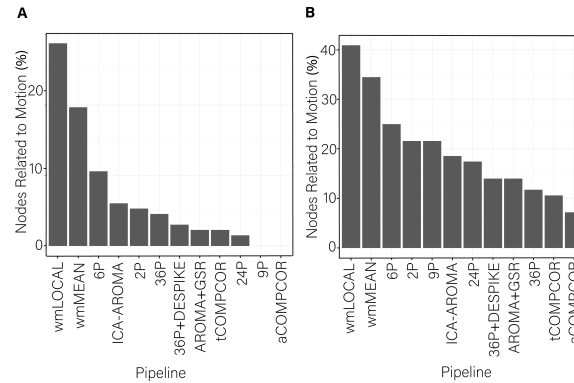 A
Nodes Related to Motion (%)
20
10
0
wmLOCAL
wmMEAN
6P
ICA-AROMA
2P
36P
36P+DESPIKE
AROMA+GSR
tCOMPCOR
24P
9P
aCOMPCOR
Pipeline
B
Nodes Related to Motion (%)
40
30
20
10
0
wmLOCAL
wmMEAN
6P
2P
9P
ICA-AROMA
24P
36P+DESPIKE
AROMA+GSR
36P
tCOMPCOR
aCOMPCOR
Pipeline